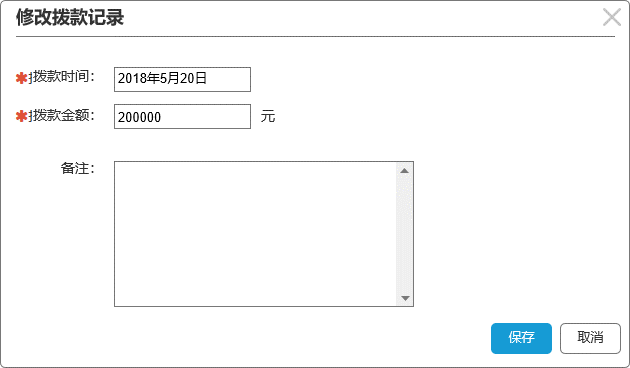 修改拨款记录
✱拨款时间： 2018年5月20日
✱拨款金额： 200000 元
备注：
保存 取消